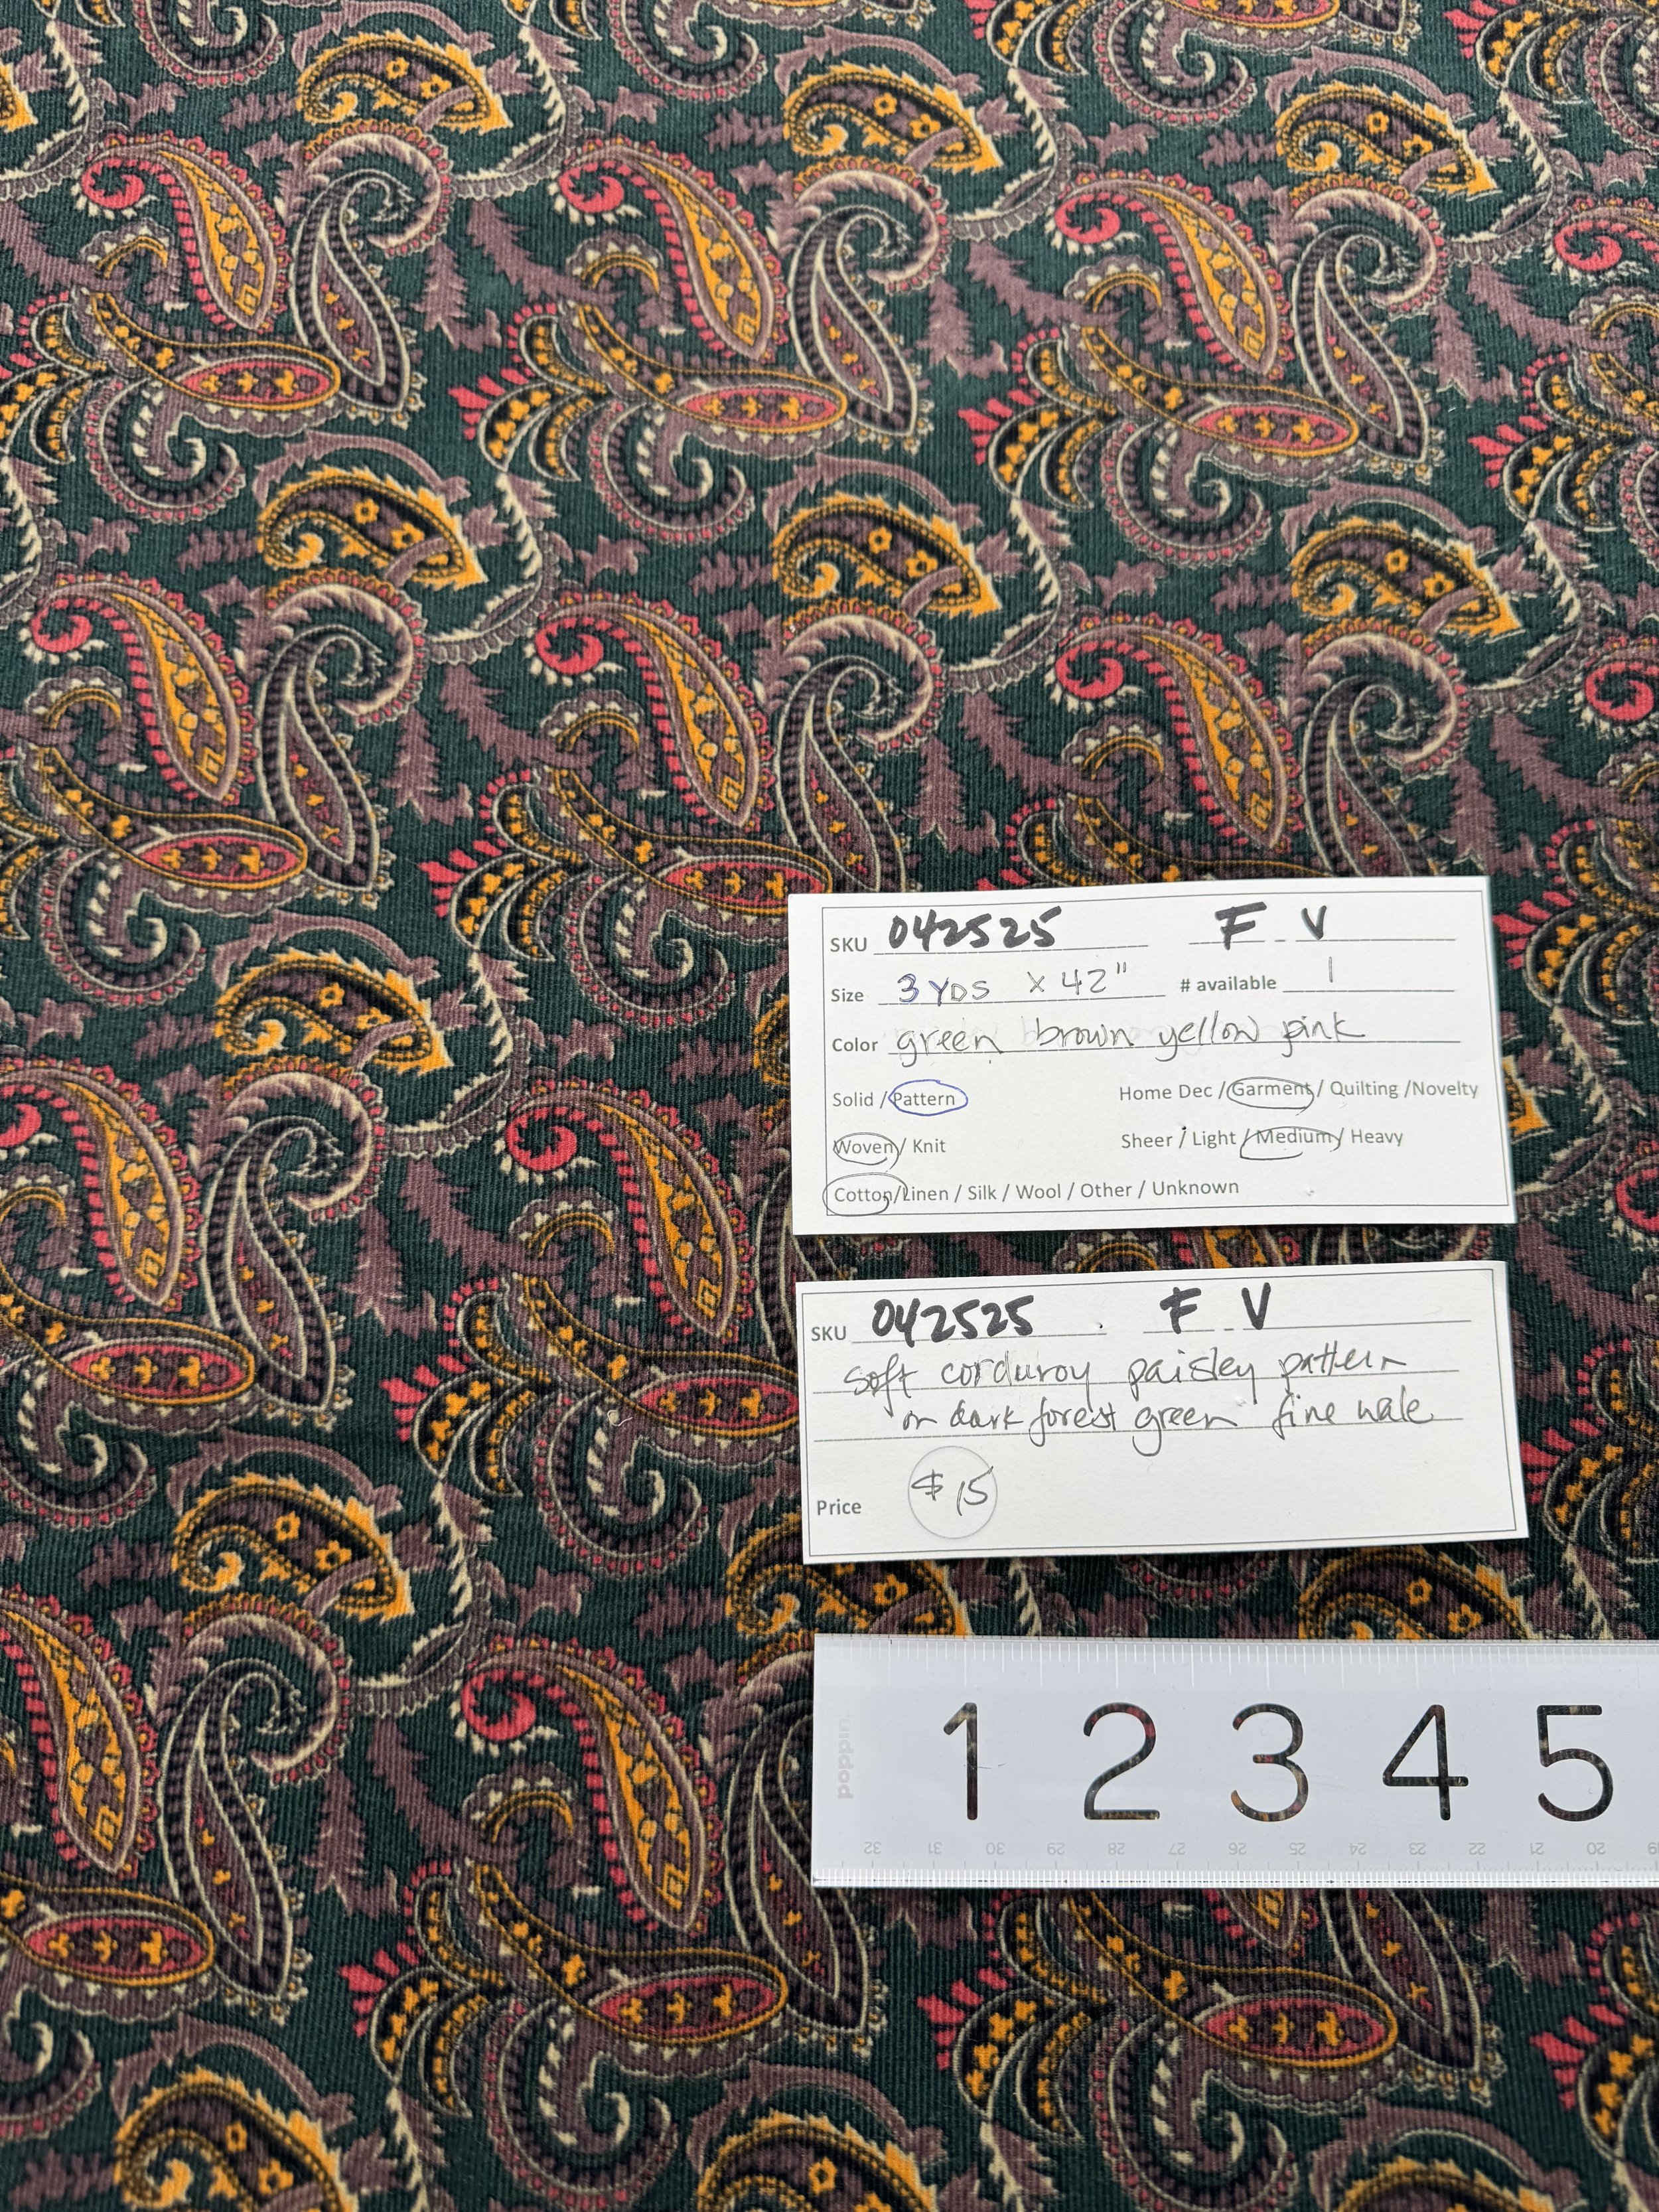 SKU 042525 F - V
Size 3 YDS x 42" # available 1
Color green brown yellow pink
Solid / Pattern Home Dec / Garment / Quilting /Novelty
Woven / Knit Sheer / Light / Medium / Heavy
Cotton/Linen / Silk / Wool / Other / Unknown
SKU 042525 F - V
soft corduroy paisley pattern
on dark forest green fine wale
Price $15
poppin.
1 2 3 4 5
32 31 30 29 28 27 26 25 24 23 22 21 20 19